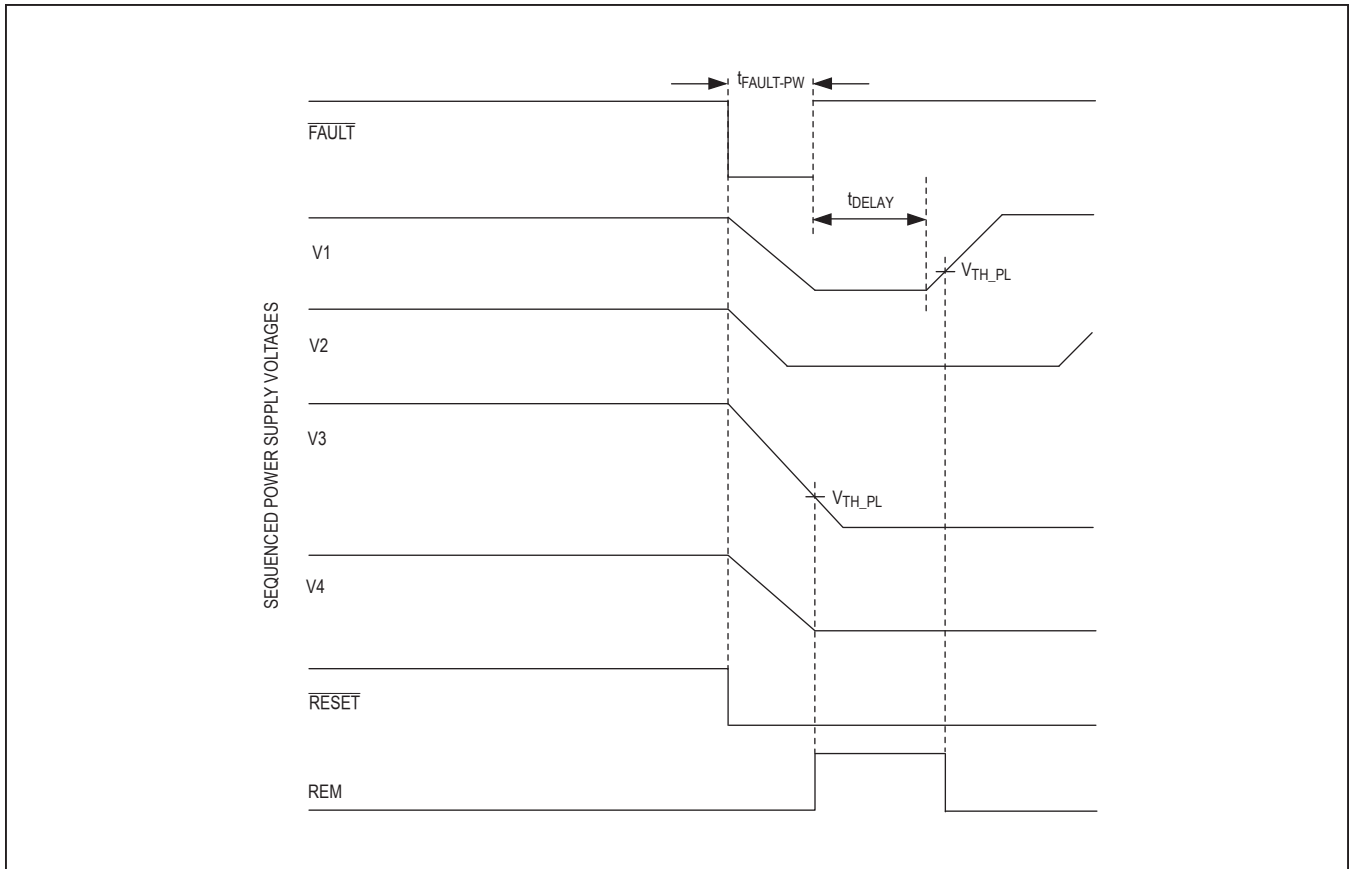 tFAULT-PW
FAULT
tDELAY
V1
VTH_PL
SEQUENCED POWER SUPPLY VOLTAGES
V2
V3
VTH_PL
V4
RESET
REM